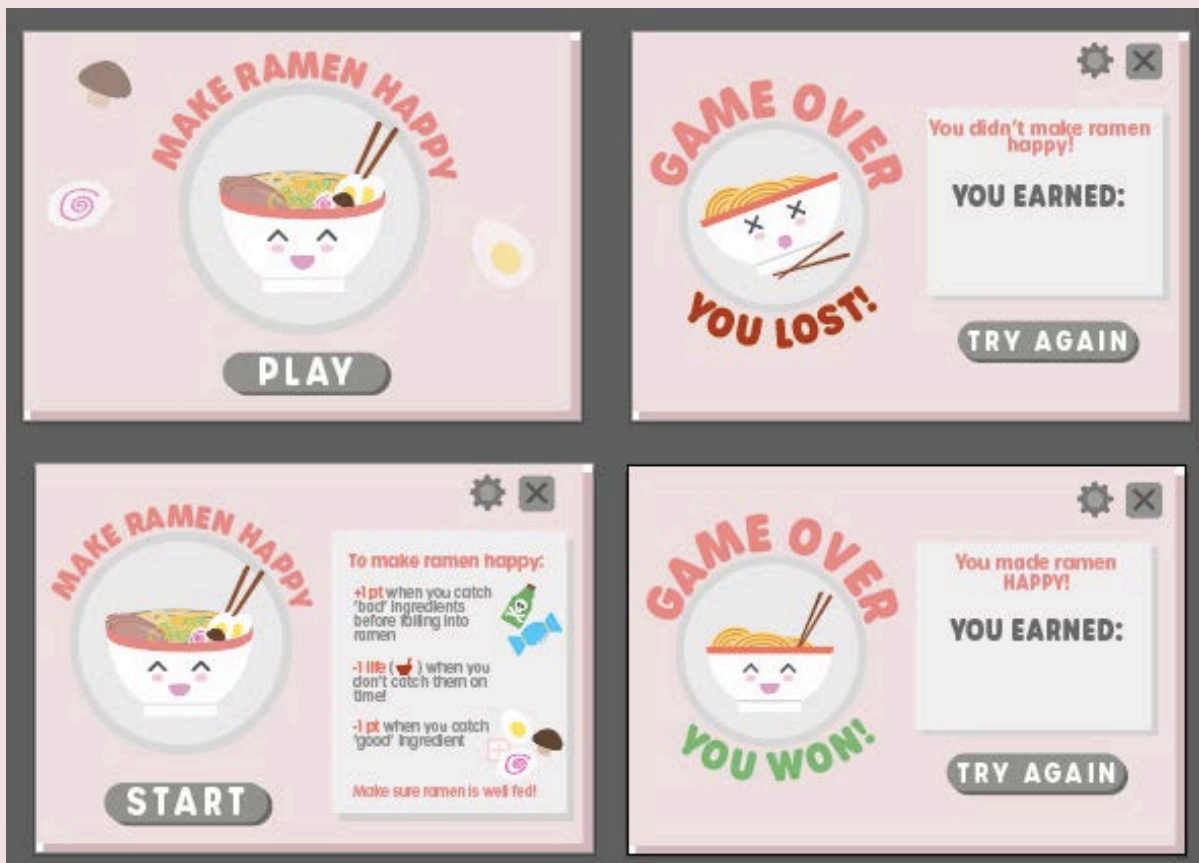 MAKE RAMEN HAPPY
PLAY
GAME OVER
YOU LOST!
You didn't make ramen
happy!
YOU EARNED:
TRY AGAIN
MAKE RAMEN HAPPY
START
To make ramen happy:
+1 pt when you catch
'bad' ingredients
before falling into
ramen
-1 life ( ) when you
don't catch them on
time!
-1 pt when you catch
'good' ingredient
Make sure ramen is well fed!
GAME OVER
YOU WON!
You made ramen
HAPPY!
YOU EARNED:
TRY AGAIN